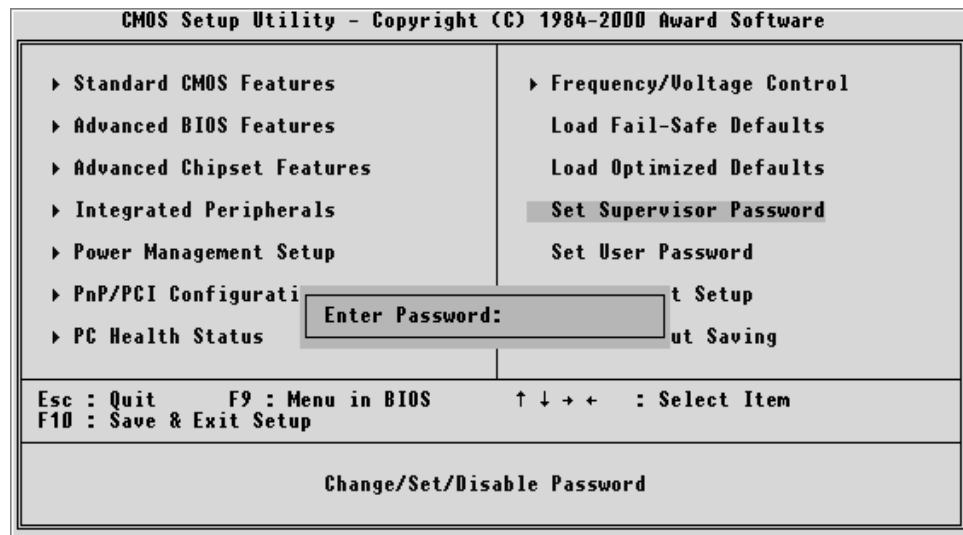 CMOS Setup Utility - Copyright (C) 1984-2000 Award Software
▸ Standard CMOS Features
▸ Advanced BIOS Features
▸ Advanced Chipset Features
▸ Integrated Peripherals
▸ Power Management Setup
▸ PnP/PCI Configurati
▸ PC Health Status
▸ Frequency/Voltage Control
Load Fail-Safe Defaults
Load Optimized Defaults
Set Supervisor Password
Set User Password
t Setup
ut Saving
Enter Password:
Esc : Quit F9 : Menu in BIOS ↑ ↓ → ← : Select Item
F10 : Save & Exit Setup
Change/Set/Disable Password